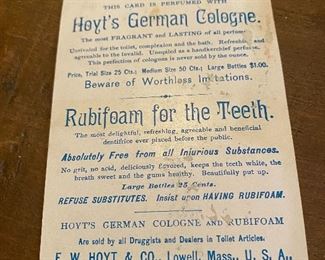 THIS CARD IS PERFUMED WITH
Hoyt's German Cologne.
The most FRAGRANT and LASTING of all perfumes.
Unrivaled for the toilet, complexion and the bath. Refreshing and
agreeable to the invalid. Unequaled as a handkerchief perfume.
This perfection of cologne is never sold by the ounce.
Price, Trial Size 25 Cts.; Medium Size 50 Cts.; Large Bottles $1.00.
Beware of Worthless Imitations.
Rubifoam for the Teeth.
The most delightful, refreshing, agreeable and beneficial
dentifrice ever placed before the public.
Absolutely Free from all Injurious Substances.
No grit, no acid, deliciously flavored, keeps the teeth white, the
breath sweet and the gums healthy. Beautifully put up.
Large Bottles 25 Cents.
REFUSE SUBSTITUTES. Insist upon HAVING RUBIFOAM.
HOYT'S GERMAN COLOGNE AND RUBIFOAM
Are sold by all Druggists and Dealers in Toilet Articles.
E. W. HOYT & CO., Lowell, Mass., U. S. A.,